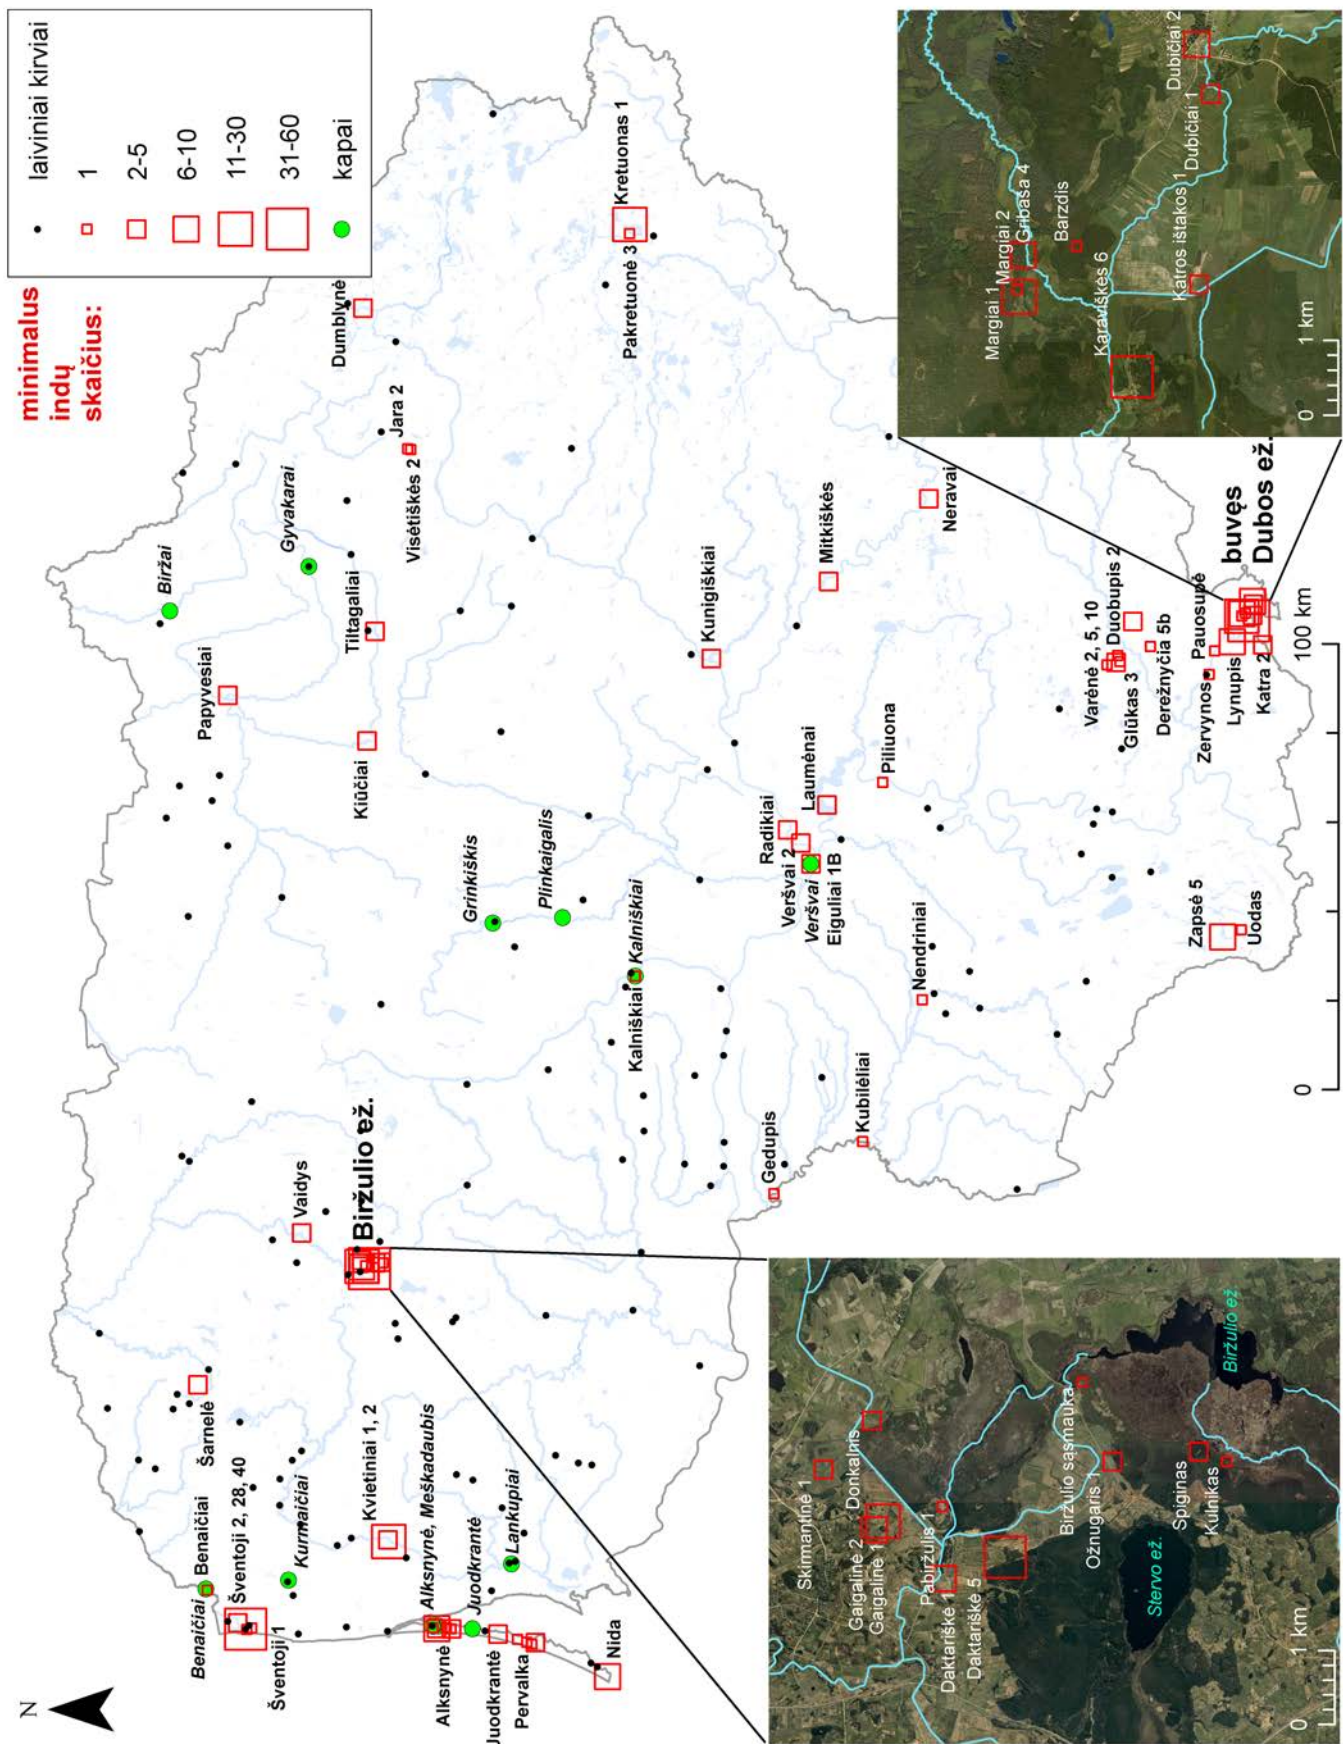 N
minimalus
indų
skaičius:
laiviniai kirviai
1
2-5
6-10
11-30
31-60
kapai
Benaičiai
Benaičiai
Šventoji 2, 28, 40
Šventoji 1
Kurmaičiai
Šarnelė
Kvietiniai 1, 2
Alksnynė, Meškadaubis
Alksnynė
Juodkrantė
Juodkrantė
Lankupiai
Pervalka
Nida
Vaidys
Biržulio ež.
Papyvesiai
Biržai
Gyvakarai
Tiltagaliai
Kiūčiai
Dumblynė
Jara 2
Visėtiškės 2
Kretuonas 1
Pakretuonė 3
Grinkiškis
Plinkaigalis
Kalniškiai
Kalniškiai
Kunigiškiai
Mitkiškės
Neravai
Radikiai
Laumėnai
Veršvai 2
Veršvai
Eiguliai 1B
Piliuona
Nendriniai
Gedupis
Kubilėliai
Varėnė 2, 5, 10
Duobupis 2
Glūkas 3
Derežnyčia 5b
Zervynos
Pauosupė
Lynupis
Katra 2
buvęs
Dubos ež.
Zapsė 5
Uodas
0
100 km
Skirmantinė 1
Donkalnis
Gaigalinė 2
Gaigalinė 1
Pabiržulis 1
Daktariškė 1
Daktariškė 5
Biržulio sąsmauka
Ožnugaris 1
Spiginas
Kulnikas
Stervo ež.
Biržulio ež
0
1 km
Margiai 1
Margiai 2
Gribaša 4
Barzdis
Karaviškės 6
Katros ištakos 1
Dubičiai 1
Dubičiai 2
0
1 km